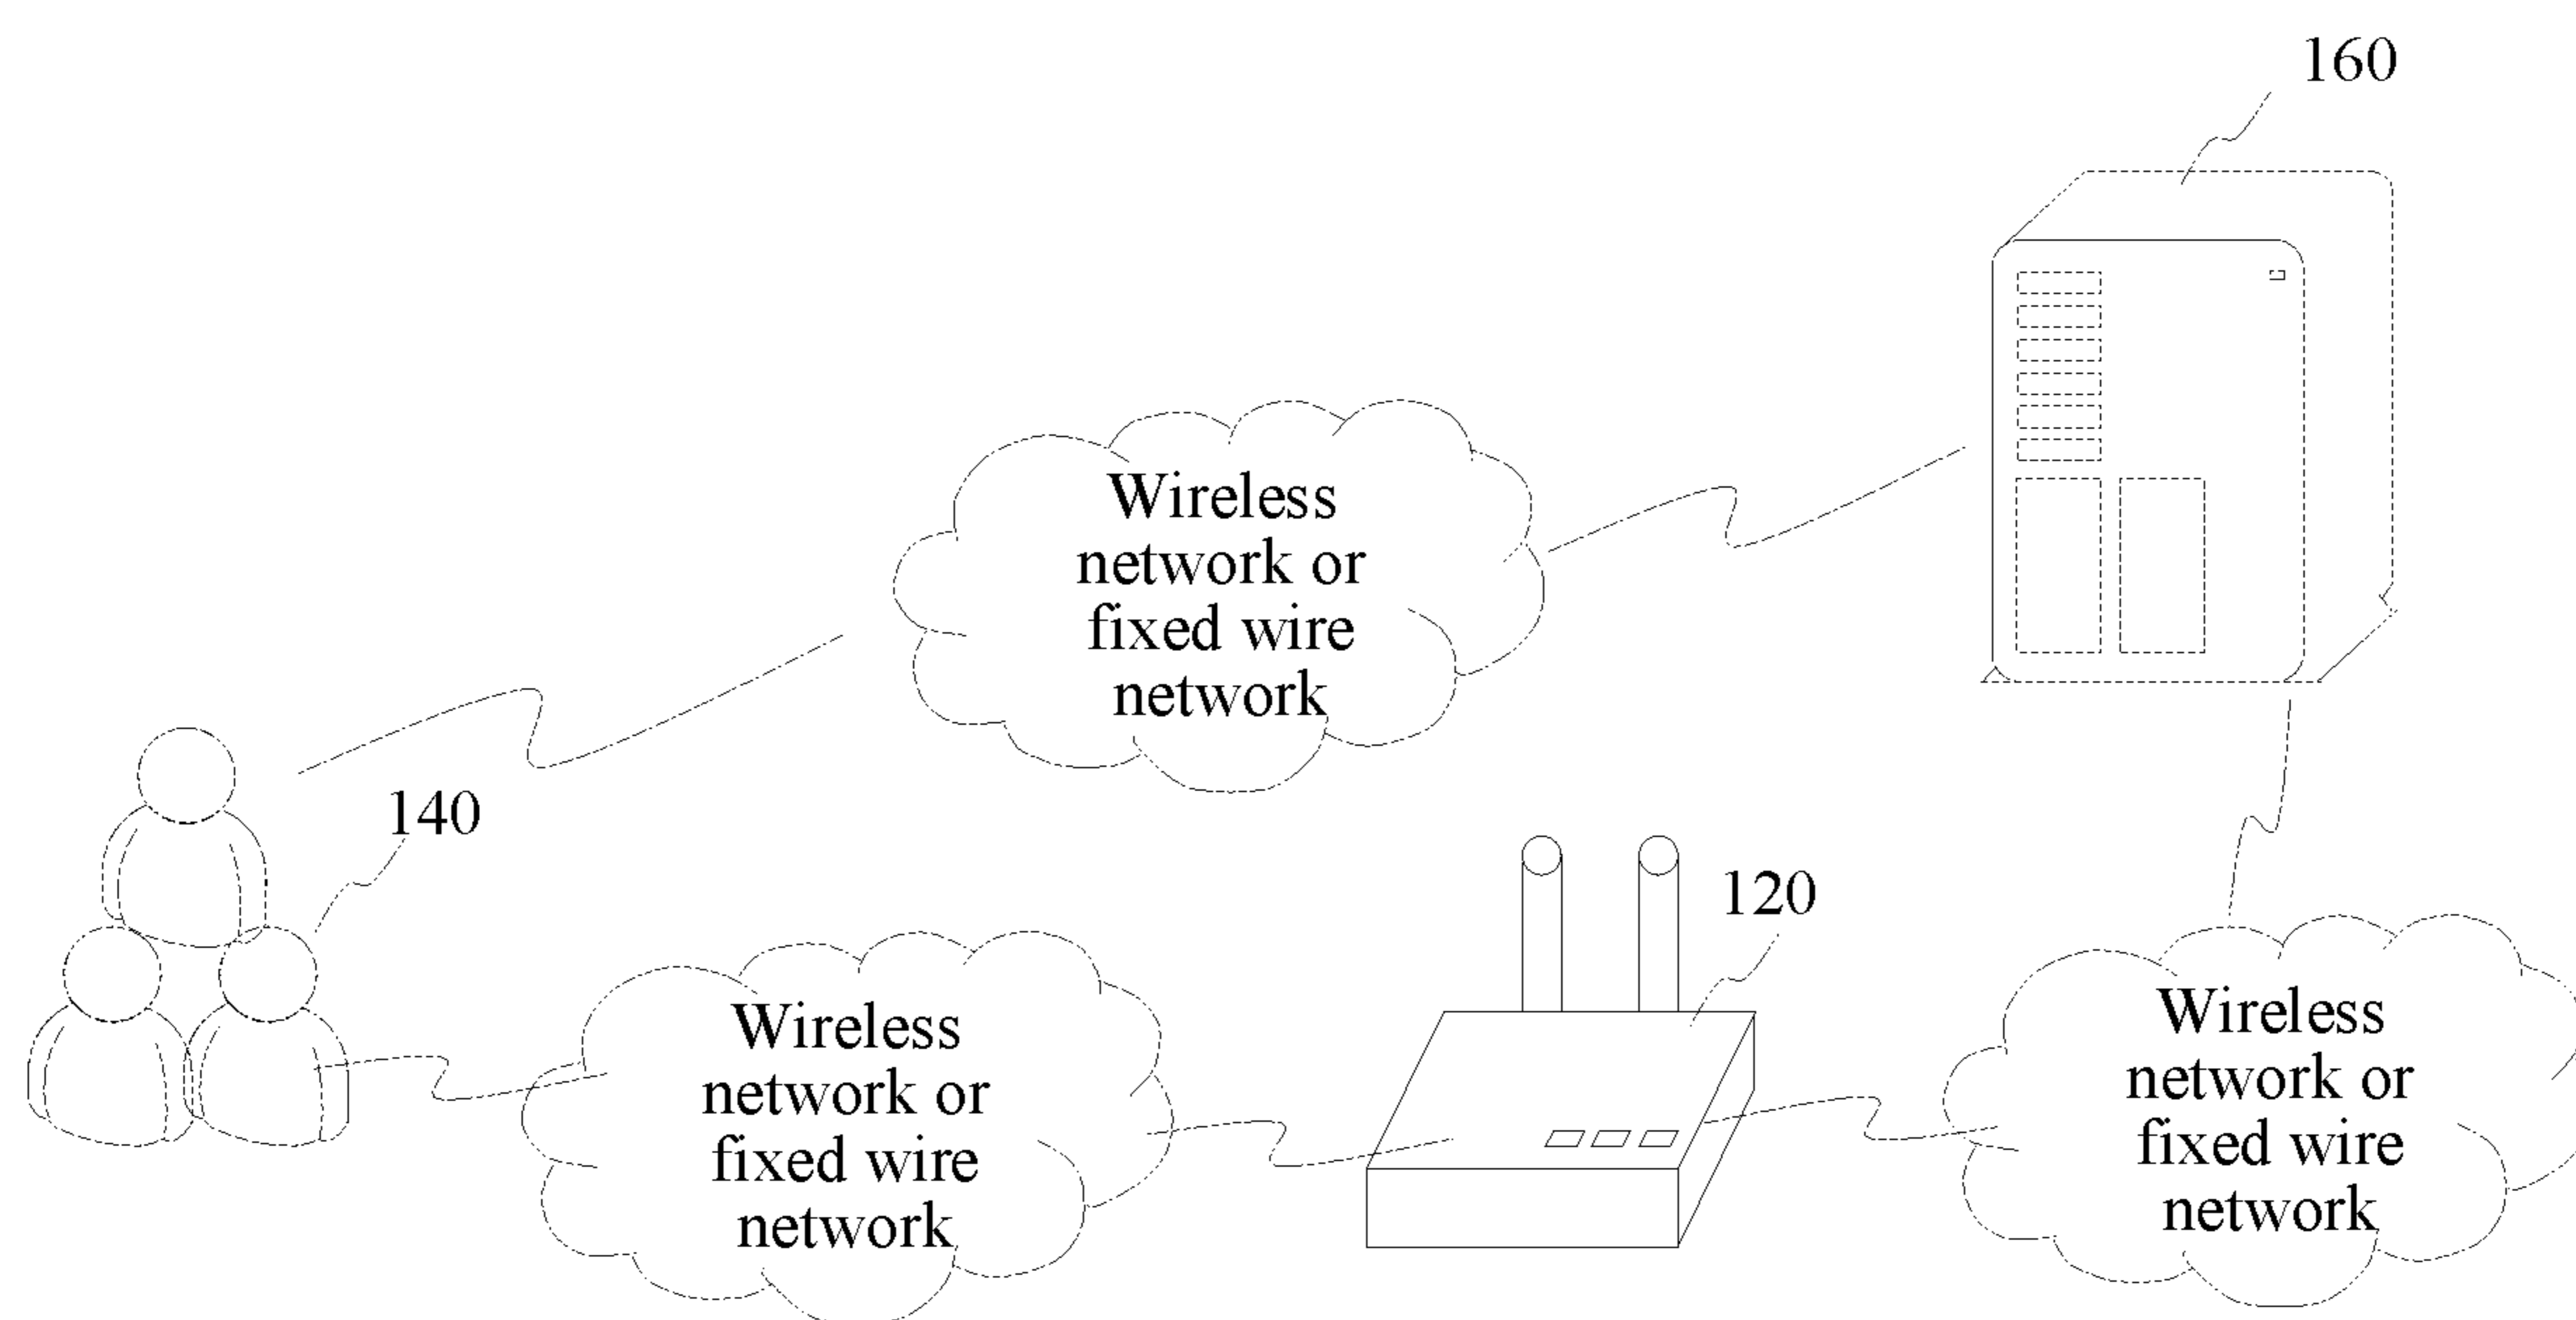 160
Wireless
network or
fixed wire
network
140
120
Wireless
network or
fixed wire
network
Wireless
network or
fixed wire
network